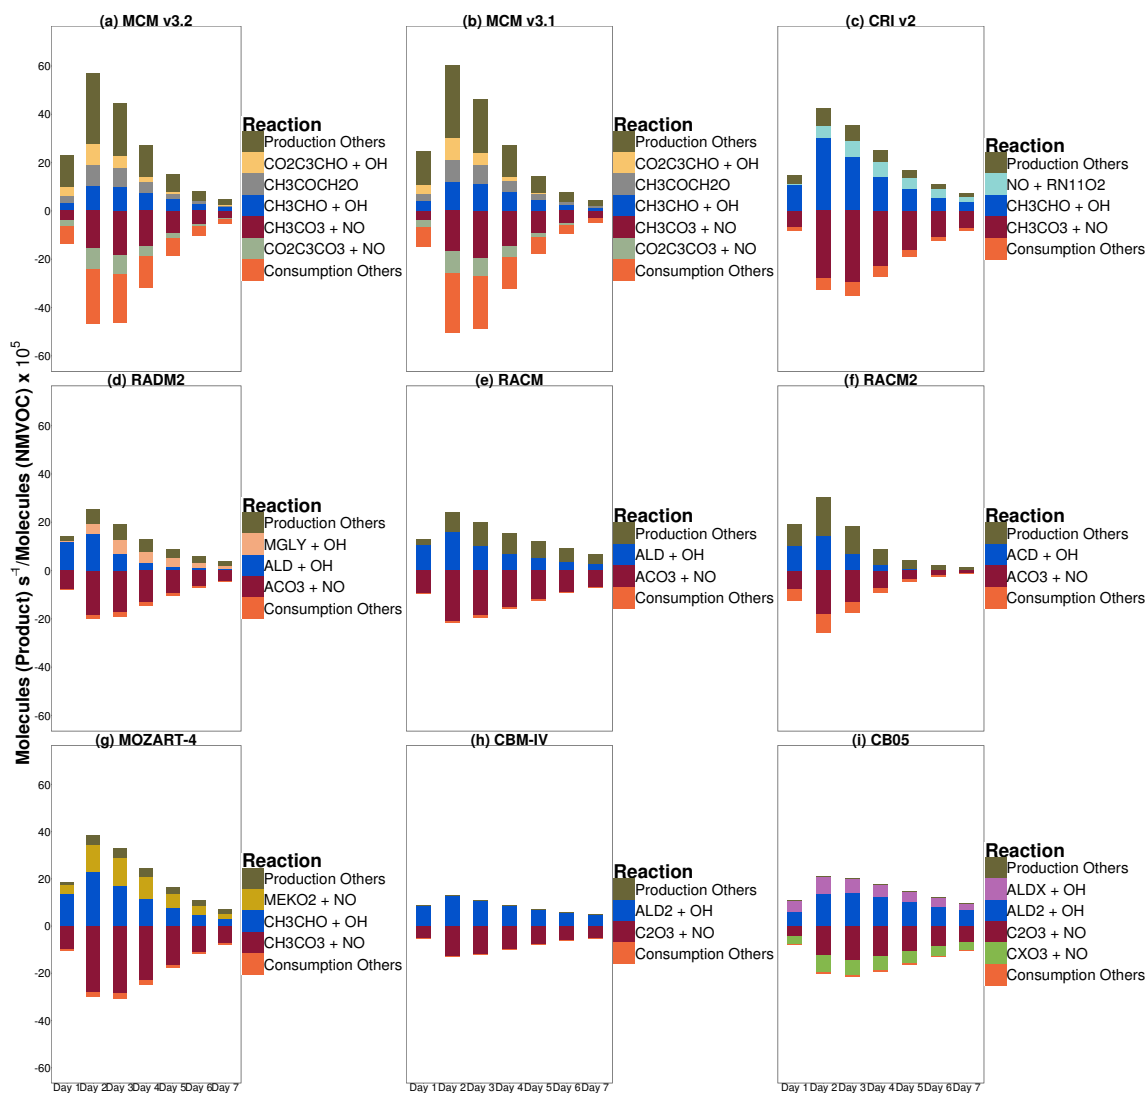 (a) MCM v3.2
(b) MCM v3.1
(c) CRI v2
60
40
20
0
-20
-40
-60
Reaction
Production Others
CO2C3CHO + OH
CH3COCH2O
CH3CHO + OH
CH3CO3 + NO
CO2C3CO3 + NO
Consumption Others
Reaction
Production Others
CO2C3CHO + OH
CH3COCH2O
CH3CHO + OH
CH3CO3 + NO
CO2C3CO3 + NO
Consumption Others
Reaction
Production Others
NO + RN11O2
CH3CHO + OH
CH3CO3 + NO
Consumption Others
Molecules (Product) s⁻¹/Molecules (NMVOC) x 10⁵
(d) RADM2
(e) RACM
(f) RACM2
60
40
20
0
-20
-40
-60
Reaction
Production Others
MGLY + OH
ALD + OH
ACO3 + NO
Consumption Others
Reaction
Production Others
ALD + OH
ACO3 + NO
Consumption Others
Reaction
Production Others
ACD + OH
ACO3 + NO
Consumption Others
(g) MOZART-4
(h) CBM-IV
(i) CB05
60
40
20
0
-20
-40
-60
Reaction
Production Others
MEKO2 + NO
CH3CHO + OH
CH3CO3 + NO
Consumption Others
Reaction
Production Others
ALD2 + OH
C2O3 + NO
Consumption Others
Reaction
Production Others
ALDX + OH
ALD2 + OH
C2O3 + NO
CXO3 + NO
Consumption Others
Day 1 Day 2 Day 3 Day 4 Day 5 Day 6 Day 7
Day 1 Day 2 Day 3 Day 4 Day 5 Day 6 Day 7
Day 1 Day 2 Day 3 Day 4 Day 5 Day 6 Day 7